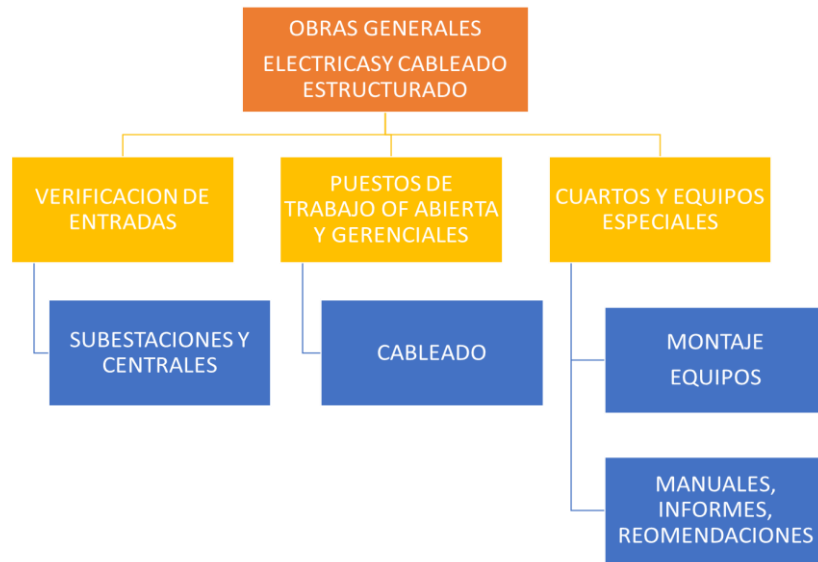 OBRAS GENERALES
ELECTRICASY CABLEADO
ESTRUCTURADO
VERIFICACION DE
ENTRADAS
PUESTOS DE
TRABAJO OF ABIERTA
Y GERENCIALES
CUARTOS Y EQUIPOS
ESPECIALES
SUBESTACIONES Y
CENTRALES
CABLEADO
MONTAJE
EQUIPOS
MANUALES,
INFORMES,
REOMENDACIONES